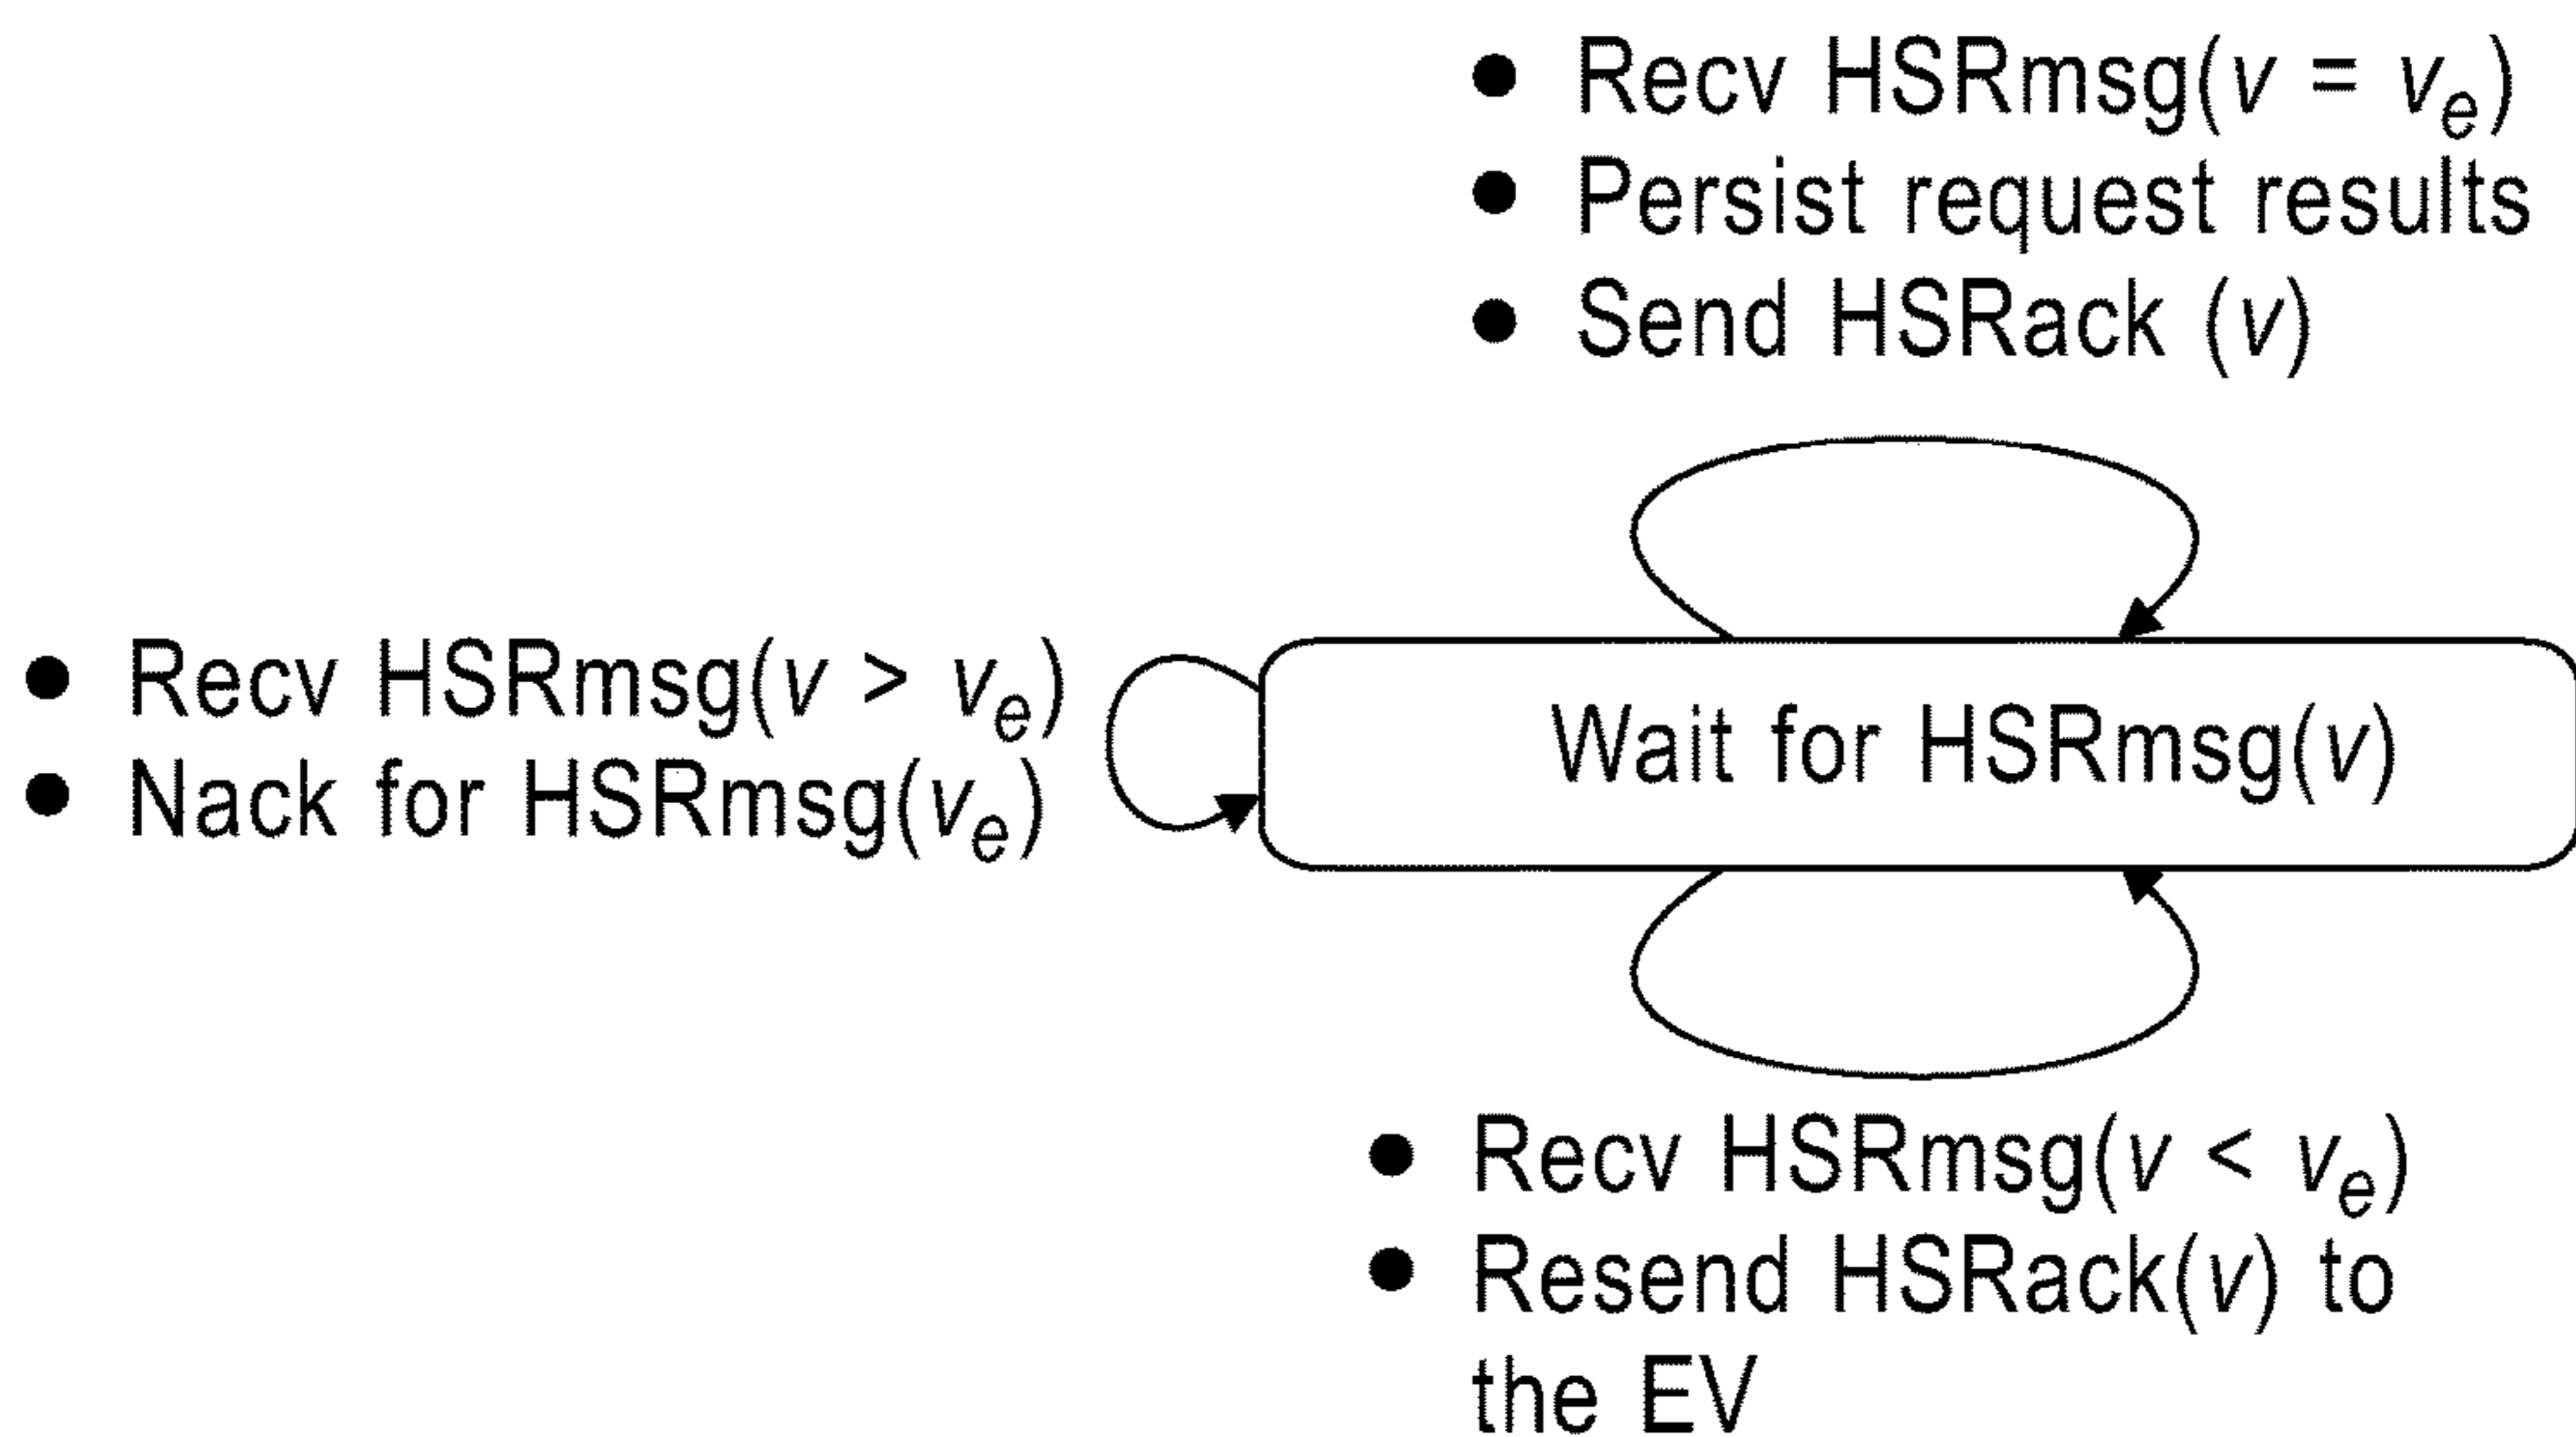 ● Recv HSRmsg(v = vₑ)
● Persist request results
● Send HSRack (v)
● Recv HSRmsg(v > vₑ)
● Nack for HSRmsg(vₑ)
Wait for HSRmsg(v)
● Recv HSRmsg(v < vₑ)
● Resend HSRack(v) to
the EV